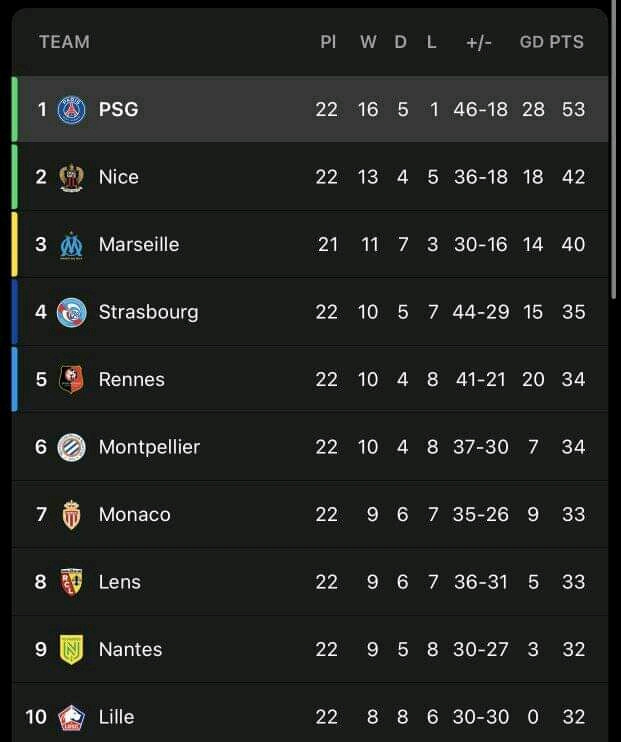 TEAM Pl W D L +/- GD PTS
1 PSG 22 16 5 1 46-18 28 53
2 Nice 22 13 4 5 36-18 18 42
3 Marseille 21 11 7 3 30-16 14 40
4 Strasbourg 22 10 5 7 44-29 15 35
5 Rennes 22 10 4 8 41-21 20 34
6 Montpellier 22 10 4 8 37-30 7 34
7 Monaco 22 9 6 7 35-26 9 33
8 Lens 22 9 6 7 36-31 5 33
9 Nantes 22 9 5 8 30-27 3 32
10 Lille 22 8 8 6 30-30 0 32